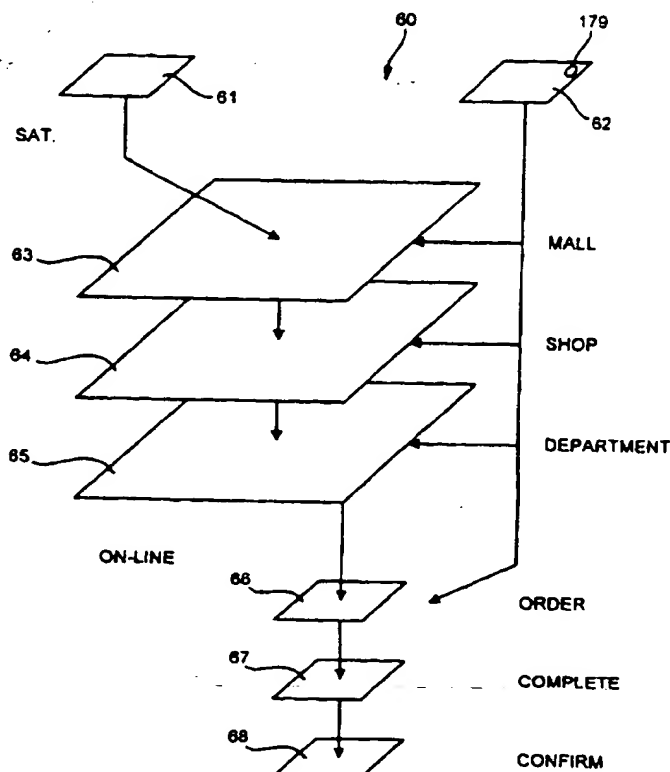 60
179
61
62
SAT.
63
MALL
64
SHOP
65
DEPARTMENT
ON-LINE
66
ORDER
67
COMPLETE
68
CONFIRM